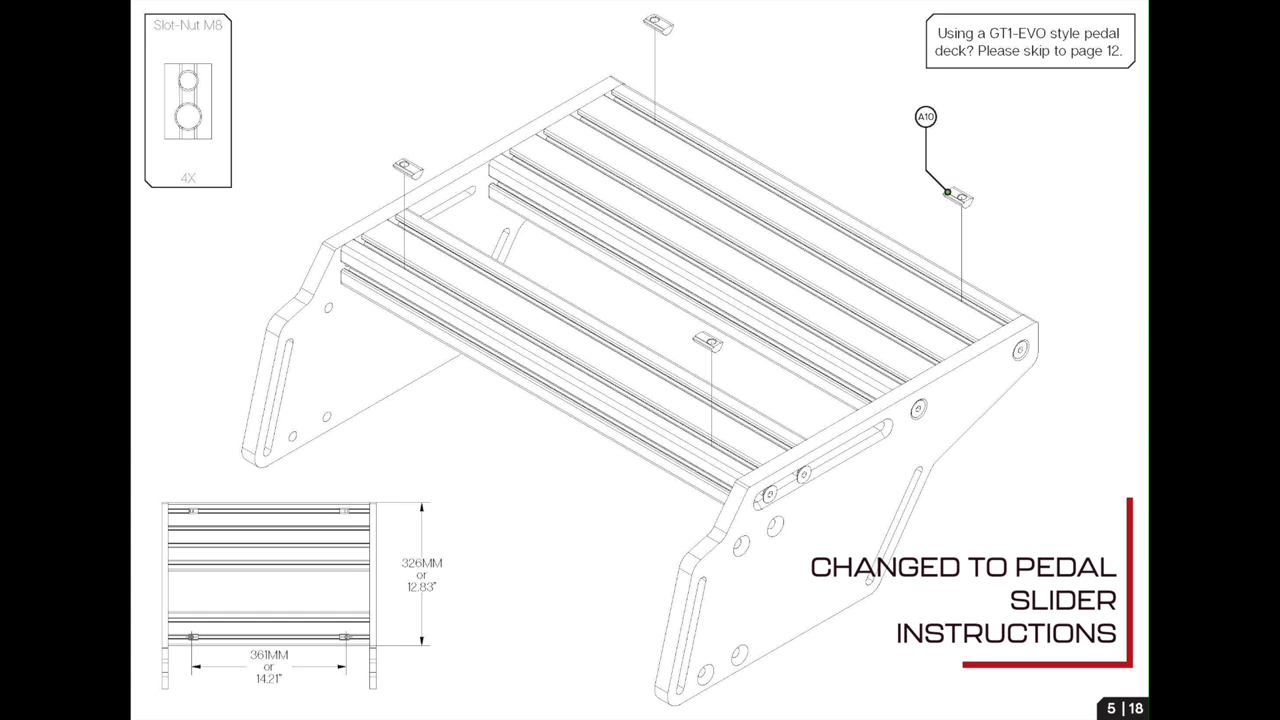 Slot-Nut M8
4X
Using a GT1-EVO style pedal
deck? Please skip to page 12.
A10
326MM
or
12.83"
361MM
or
14.21"
CHANGED TO PEDAL
SLIDER
INSTRUCTIONS
5 | 18